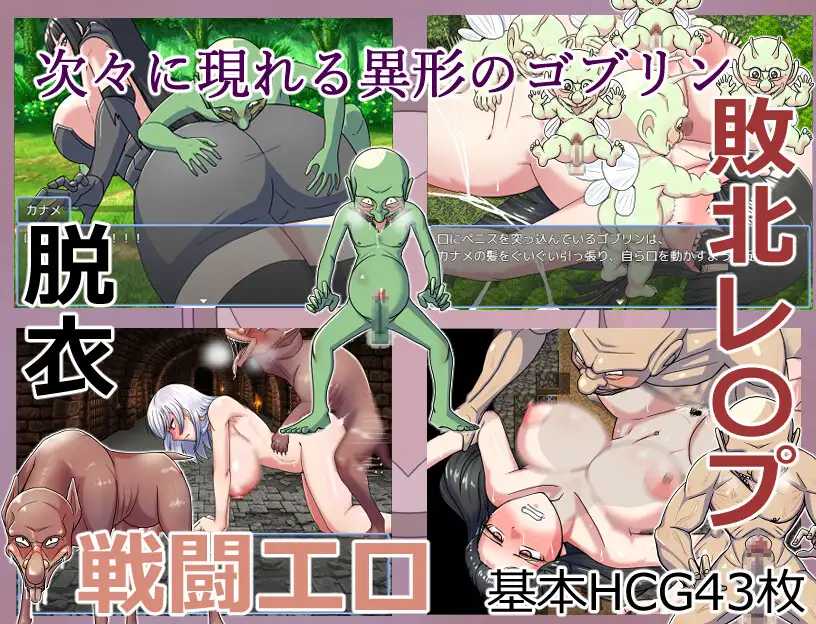 次々に現れる異形のゴブリン
敗北レ〇プ
カナメ
！！！
脱衣
口にペニスを突っ込んでいるゴブリンは、
カナメの髪をぐいぐい引っ張り、自ら口を動かすよう
戦闘エロ
基本HCG43枚